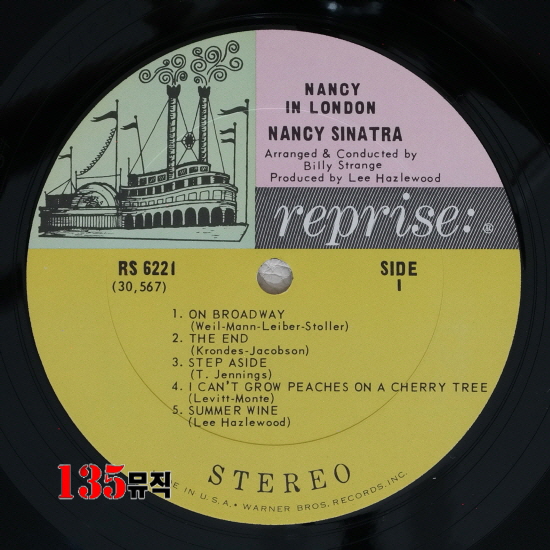 NANCY
IN LONDON
NANCY SINATRA
Arranged & Conducted by
Billy Strange
Produced by Lee Hazlewood
reprise:
RS 6221
(30,567)
SIDE
1
1. ON BROADWAY
(Weil-Mann-Leiber-Stoller)
2. THE END
(Krondes-Jacobson)
3. STEP ASIDE
(T. Jennings)
4. I CAN'T GROW PEACHES ON A CHERRY TREE
(Levitt-Monte)
5. SUMMER WINE
(Lee Hazlewood)
STEREO
IN U.S.A. • WARNER BROS. RECORDS, INC.
135뮤직